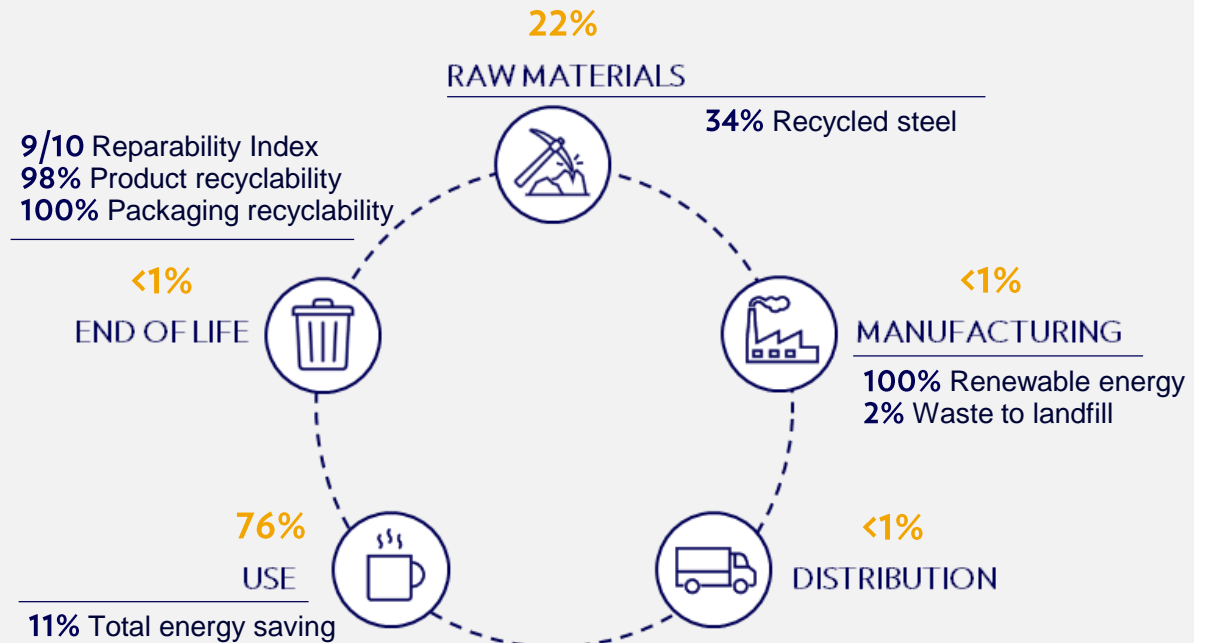 22%
RAW MATERIALS
34% Recycled steel
9/10 Reparability Index
98% Product recyclability
100% Packaging recyclability
<1%
END OF LIFE
<1%
MANUFACTURING
100% Renewable energy
2% Waste to landfill
76%
USE
11% Total energy saving
<1%
DISTRIBUTION